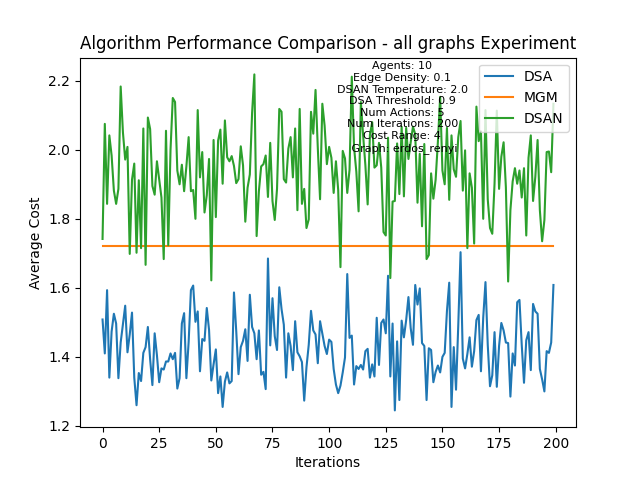 Algorithm Performance Comparison - all graphs Experiment
Agents: 10
Edge Density: 0.1
DSAN Temperature: 2.0
DSA Threshold: 0.9
Num Actions: 5
Num Iterations: 200
Cost Range: 4
Graph: erdos_renyi
DSA
MGM
DSAN
2.2
2.0
1.8
1.6
1.4
1.2
Average Cost
0
25
50
75
100
125
150
175
200
Iterations